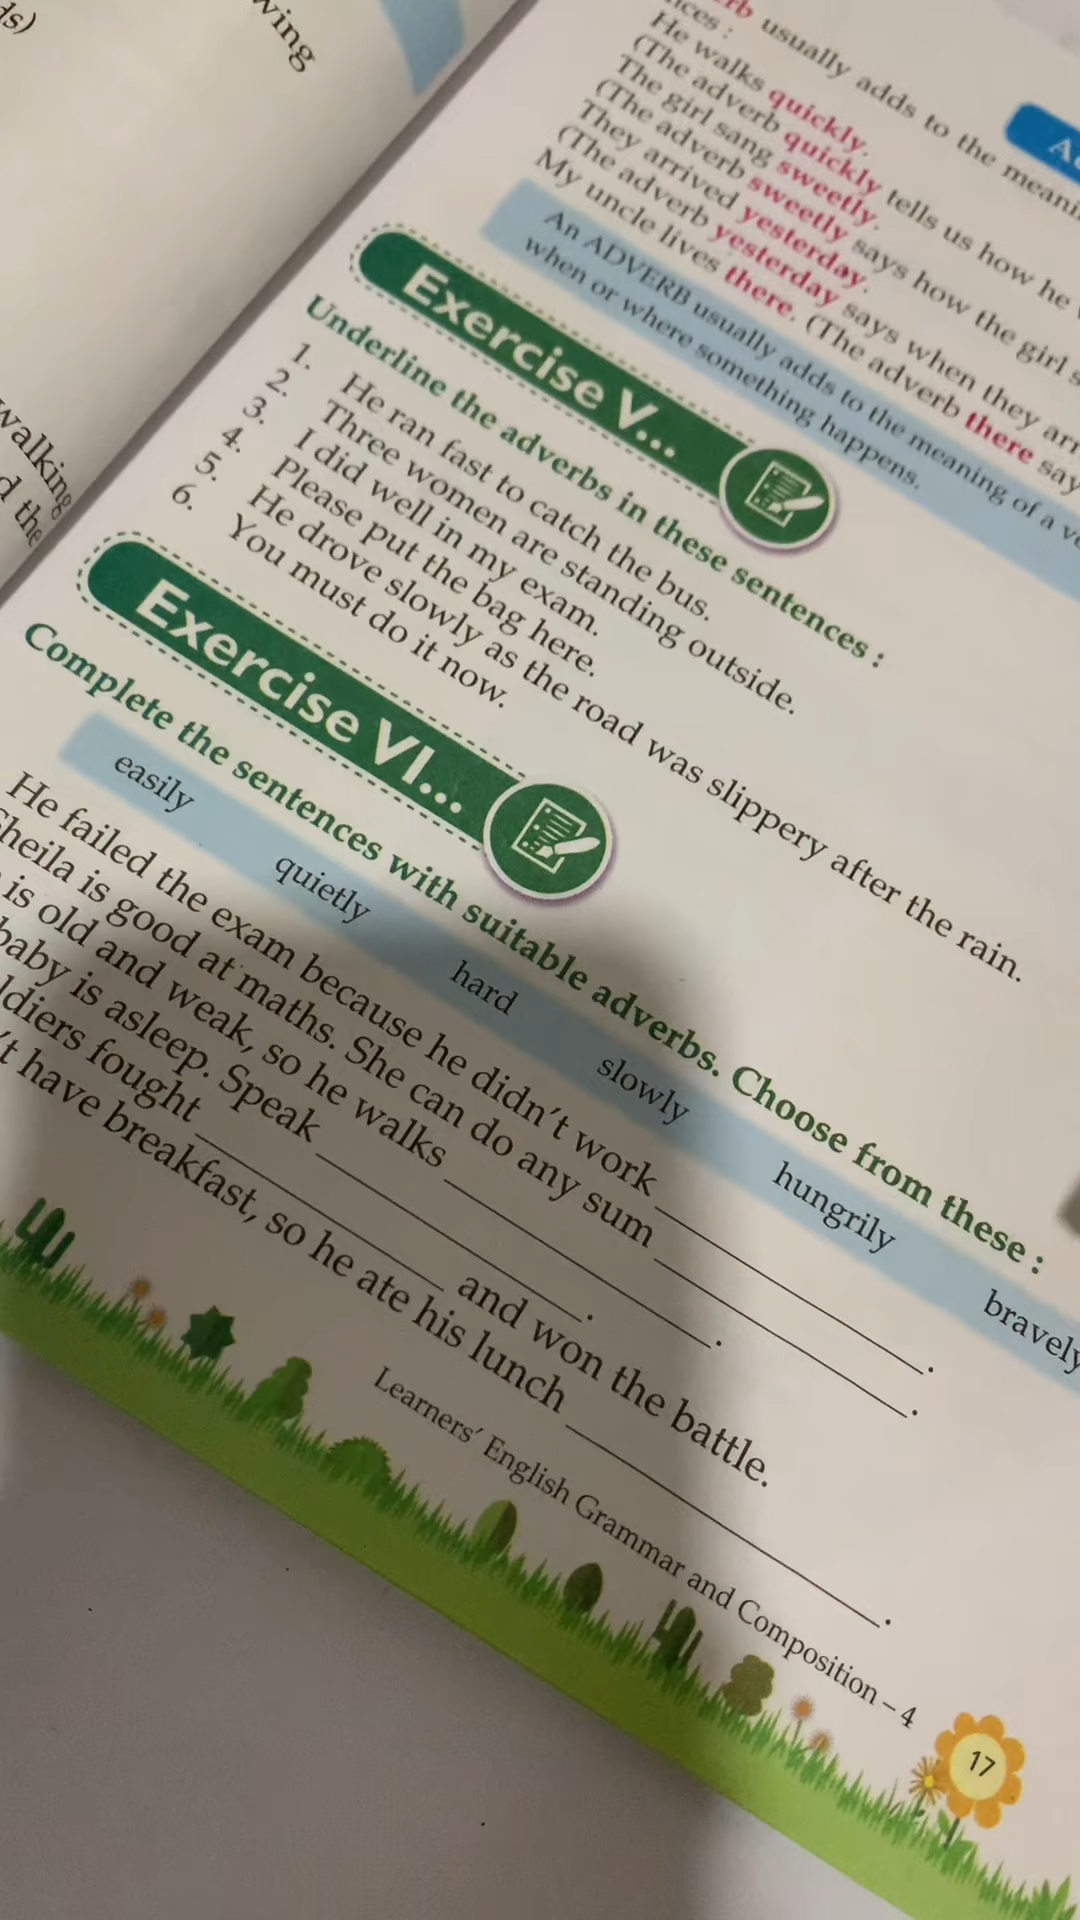 ds)
wing
walking
d the
usually adds to the
He walks quickly.
(The adverb quickly tells us how he
The girl sang sweetly.
(The adverb sweetly says how the girl
They arrived yesterday.
(The adverb yesterday says when they
My uncle lives there. (The adverb there say
An ADVERB usually adds to the meaning of a
when or where something happens.
Exercise V...
Underline the adverbs in these sentences :
1. He ran fast to catch the bus.
2. Three women are standing outside.
3. I did well in my exam.
4. Please put the bag here.
5. He drove slowly as the road was slippery after the rain.
6. You must do it now.
Exercise VI...
Complete the sentences with suitable adverbs. Choose from these :
easily quietly hard slowly hungrily bravely
He failed the exam because he didn't work .
Sheila is good at maths. She can do any sum .
is old and weak, so he walks .
baby is asleep. Speak .
ldiers fought and won the battle.
't have breakfast, so he ate his lunch .
Learners' English Grammar and Composition – 4
17